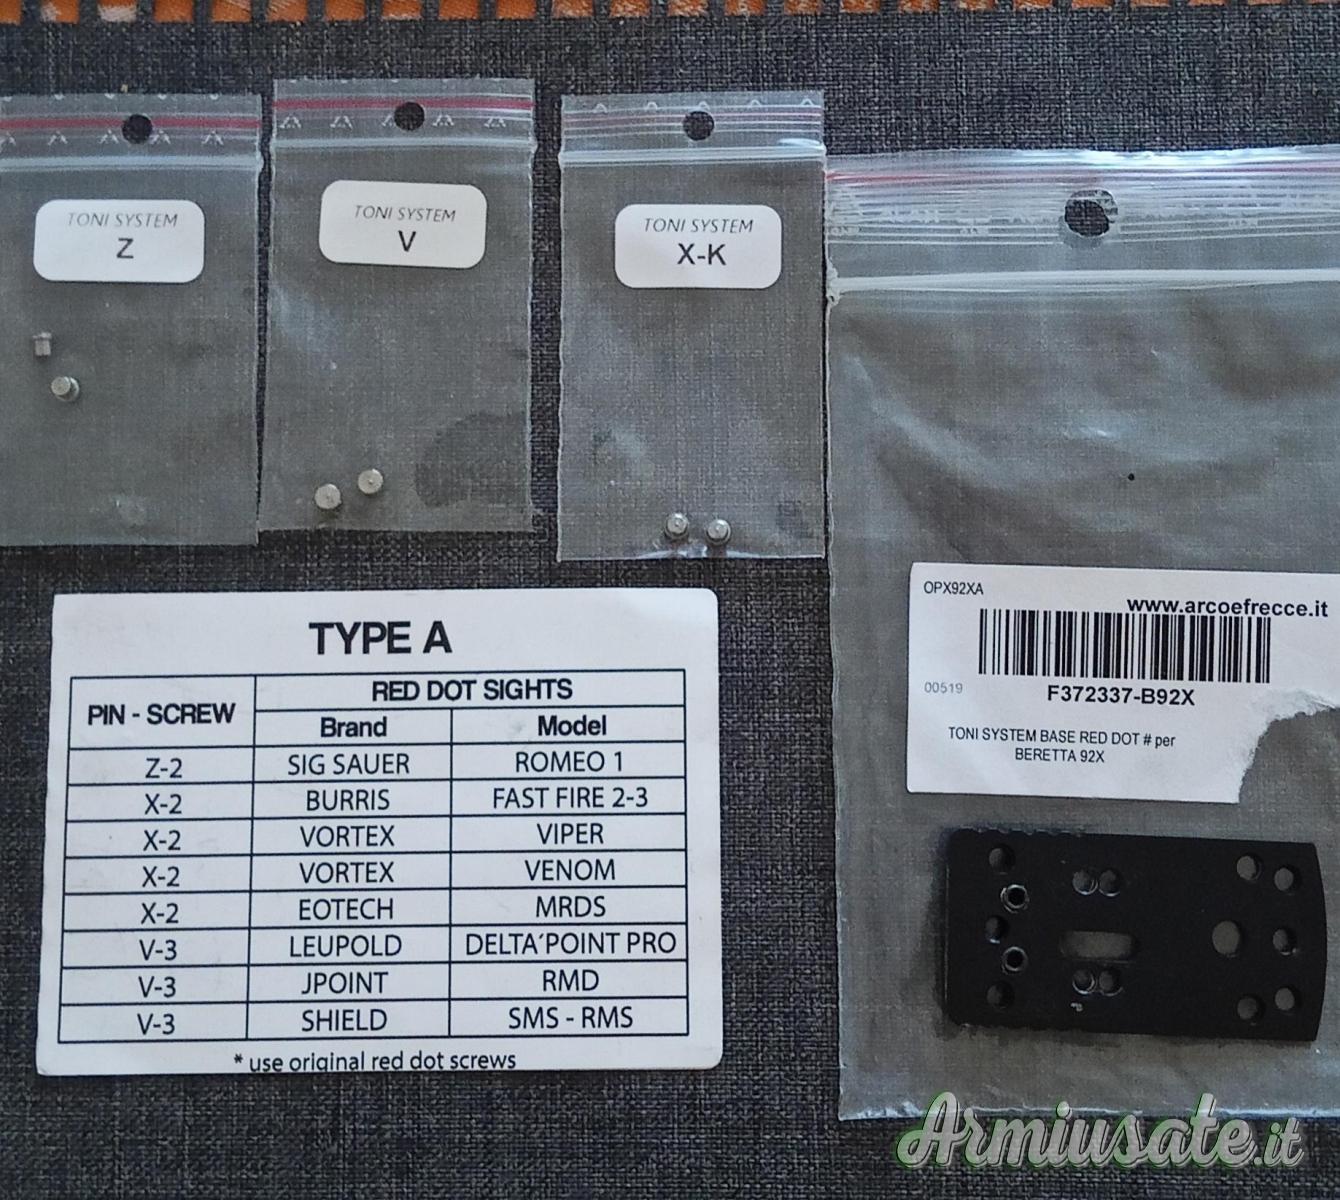 TONI SYSTEM
Z
TONI SYSTEM
V
TONI SYSTEM
X-K
TYPE A
PIN - SCREW RED DOT SIGHTS
Brand Model
Z-2 SIG SAUER ROMEO 1
X-2 BURRIS FAST FIRE 2-3
X-2 VORTEX VIPER
X-2 VORTEX VENOM
X-2 EOTECH MRDS
V-3 LEUPOLD DELTA´POINT PRO
V-3 JPOINT RMD
V-3 SHIELD SMS - RMS
* use original red dot screws
OPX92XA
www.arcoefrecce.it
00519
F372337-B92X
TONI SYSTEM BASE RED DOT # per
BERETTA 92X
Armiusate.it